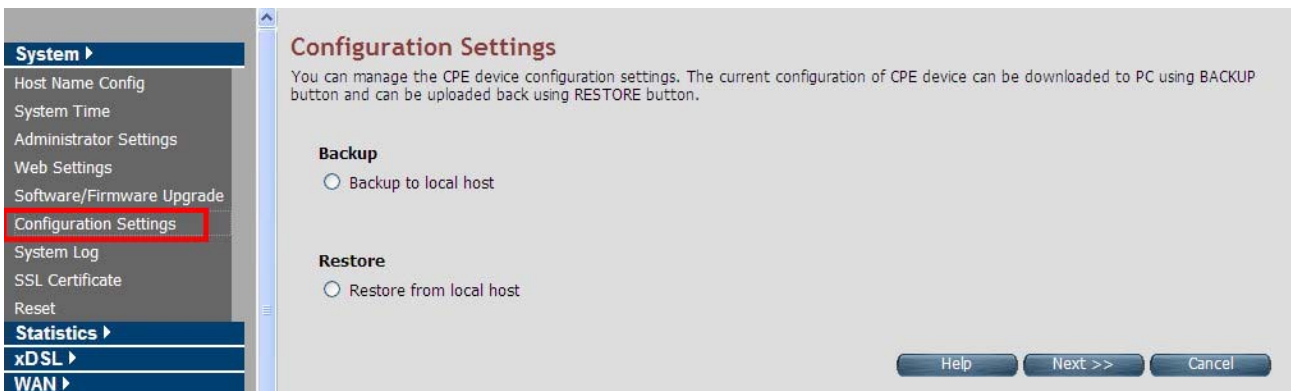 System
Host Name Config
System Time
Administrator Settings
Web Settings
Software/Firmware Upgrade
Configuration Settings
System Log
SSL Certificate
Reset
Statistics
xDSL
WAN
Configuration Settings
You can manage the CPE device configuration settings. The current configuration of CPE device can be downloaded to PC using BACKUP
button and can be uploaded back using RESTORE button.
Backup
Backup to local host
Restore
Restore from local host
Help
Next >>
Cancel